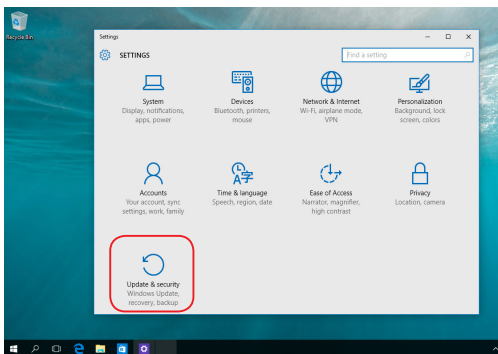 Recycle Bin
Settings
SETTINGS
Find a setting
System
Display, notifications,
apps, power
Devices
Bluetooth, printers,
mouse
Network & Internet
Wi-Fi, airplane mode,
VPN
Personalization
Background, lock
screen, colors
Accounts
Your account, sync
settings, work, family
Time & language
Speech, region, date
Ease of Access
Narrator, magnifier,
high contrast
Privacy
Location, camera
Update & security
Windows Update,
recovery, backup